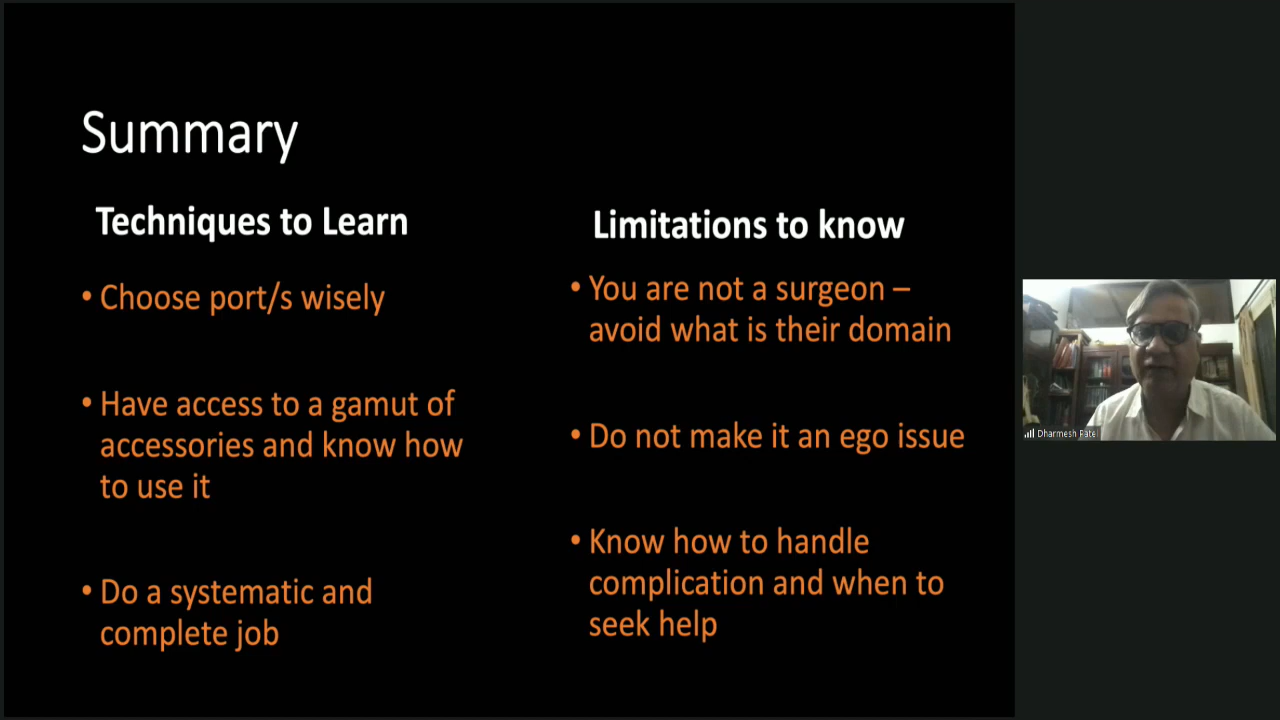 Summary
Techniques to Learn
• Choose port/s wisely
• Have access to a gamut of
accessories and know how
to use it
• Do a systematic and
complete job
Limitations to know
• You are not a surgeon –
avoid what is their domain
• Do not make it an ego issue
• Know how to handle
complication and when to
seek help
Dharmesh Patel